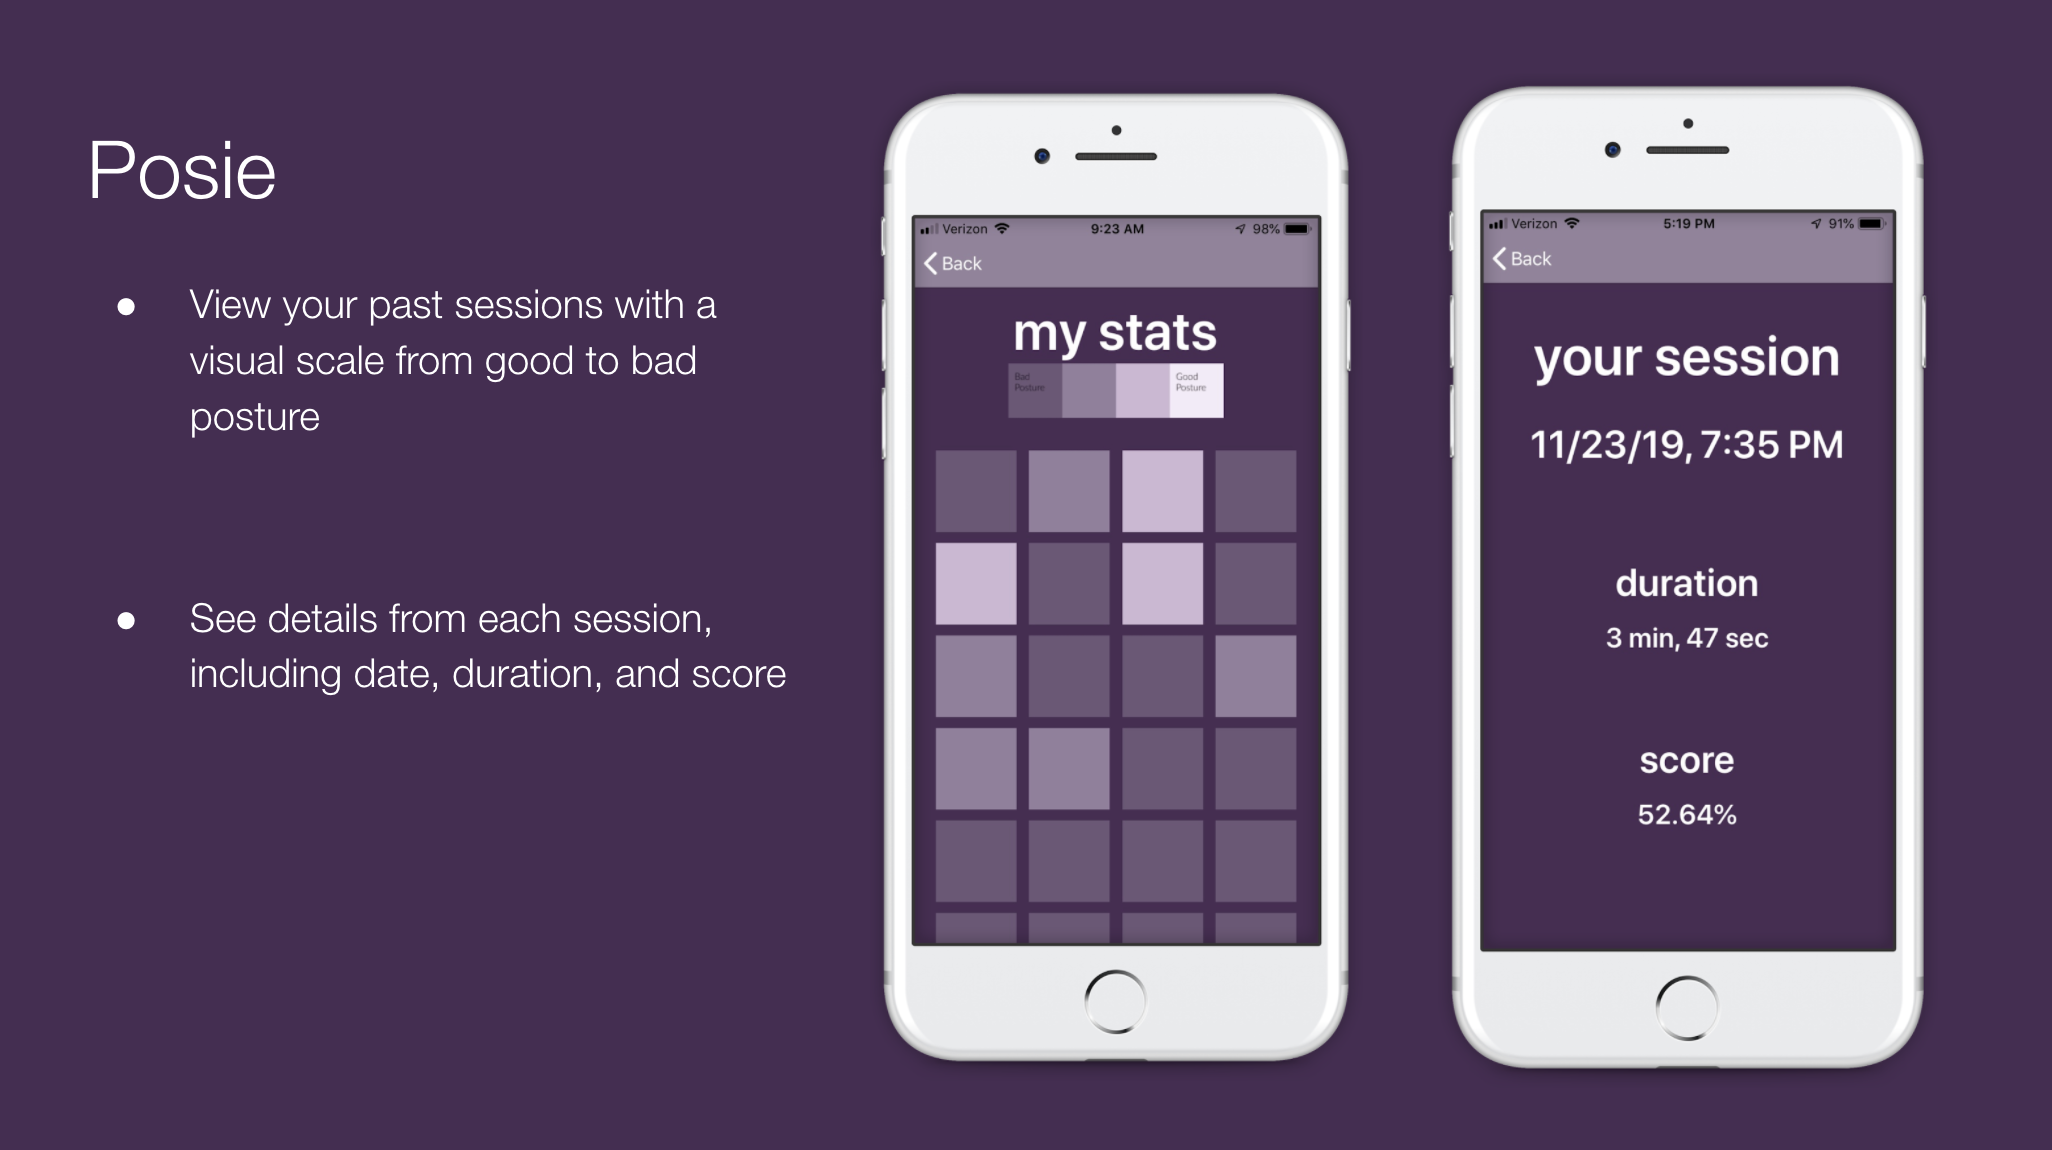 Posie
● View your past sessions with a
visual scale from good to bad
posture
● See details from each session,
including date, duration, and score
Verizon 9:23 AM 98%
Back
my stats
Bad Good
Posture Posture
Verizon 5:19 PM 91%
Back
your session
11/23/19, 7:35 PM
duration
3 min, 47 sec
score
52.64%